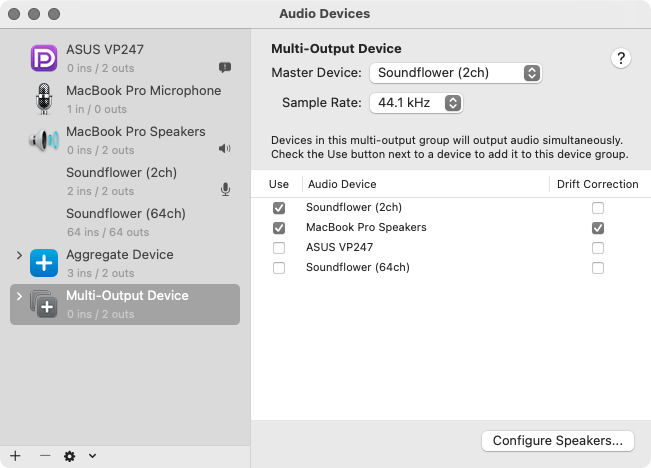 Audio Devices
ASUS VP247
0 ins / 2 outs
MacBook Pro Microphone
1 in / 0 outs
MacBook Pro Speakers
0 ins / 2 outs
Soundflower (2ch)
2 ins / 2 outs
Soundflower (64ch)
64 ins / 64 outs
Aggregate Device
3 ins / 2 outs
Multi-Output Device
0 ins / 2 outs
Multi-Output Device
?
Master Device: Soundflower (2ch)
Sample Rate: 44.1 kHz
Devices in this multi-output group will output audio simultaneously.
Check the Use button next to a device to add it to this device group.
Use Audio Device Drift Correction
Soundflower (2ch)
MacBook Pro Speakers
ASUS VP247
Soundflower (64ch)
Configure Speakers...